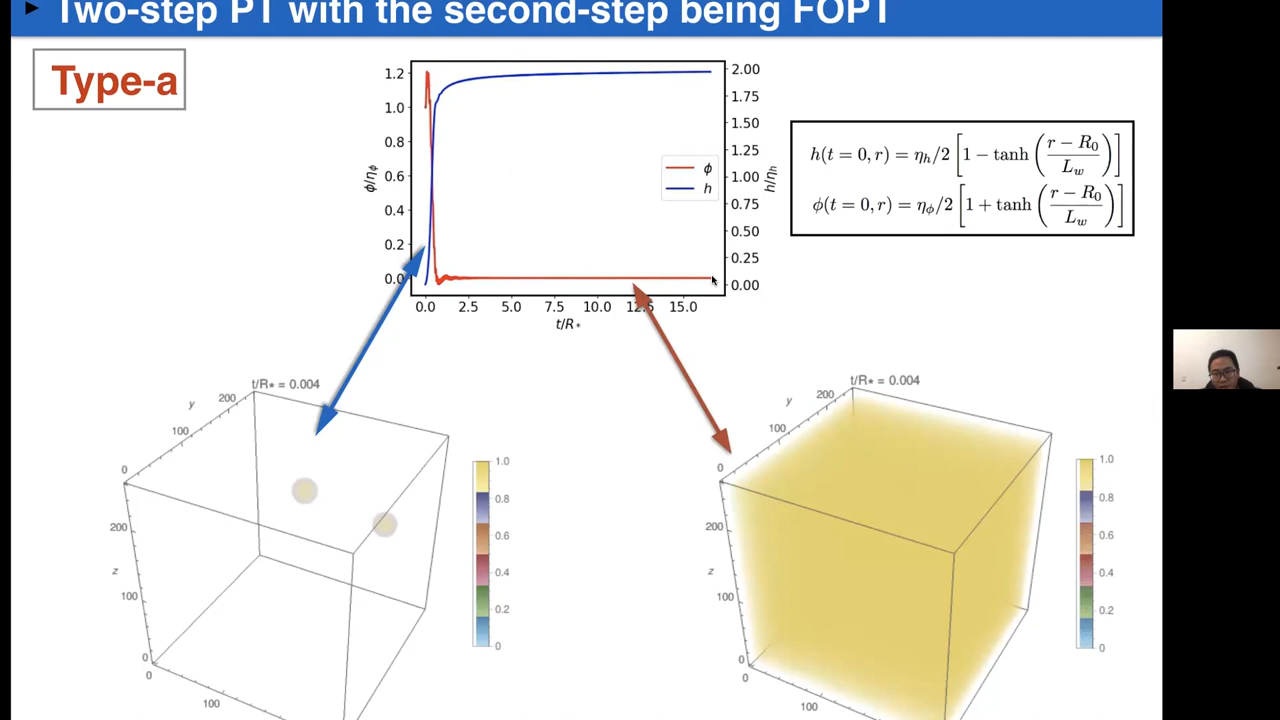 ▸ Two-step PT with the second-step being FOPT
Type-a
1.2
1.0
0.8
0.6
0.4
0.2
0.0
ϕ/η_ϕ
2.00
1.75
1.50
1.25
1.00
0.75
0.50
0.25
0.00
h/η_h
ϕ
h
0.0 2.5 5.0 7.5 10.0 12.5 15.0
t/R_*
h(t = 0, r) = η_h/2 [1 − tanh ((r − R_0)/L_w)]
ϕ(t = 0, r) = η_ϕ/2 [1 + tanh ((r − R_0)/L_w)]
t/R* = 0.004
y
200
100
0
200
z
100
0
0
100
1.0
0.8
0.6
0.4
0.2
0
t/R* = 0.004
y
200
100
0
200
z
100
0
0
100
1.0
0.8
0.6
0.4
0.2
0